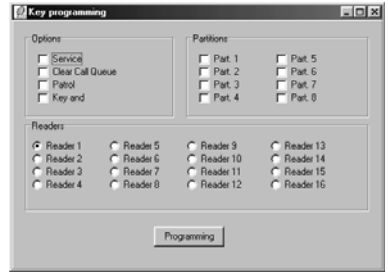 Key programming
Options
Service
Clear Call Queue
Patrol
Key and
Partitions
Part. 1
Part. 2
Part. 3
Part. 4
Part. 5
Part. 6
Part. 7
Part. 8
Readers
Reader 1
Reader 2
Reader 3
Reader 4
Reader 5
Reader 6
Reader 7
Reader 8
Reader 9
Reader 10
Reader 11
Reader 12
Reader 13
Reader 14
Reader 15
Reader 16
Programming